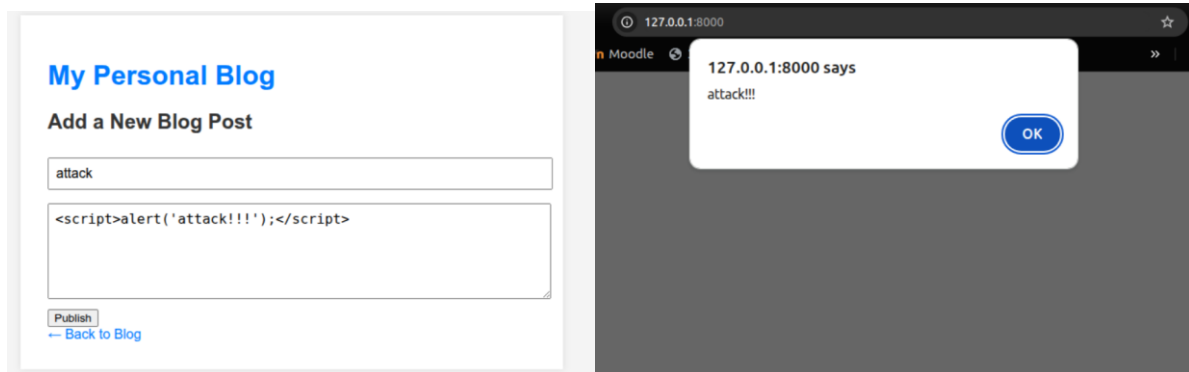 My Personal Blog
Add a New Blog Post
attack
<script>alert('attack!!!');</script>
Publish
← Back to Blog
127.0.0.1:8000
Moodle
»
127.0.0.1:8000 says
attack!!!
OK